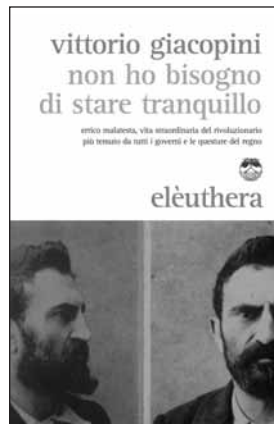 vittorio giacopini
non ho bisogno
di stare tranquillo
errico malatesta, vita straordinaria del rivoluzionario
più temuto da tutti i governi e le questure del regno
elèuthera